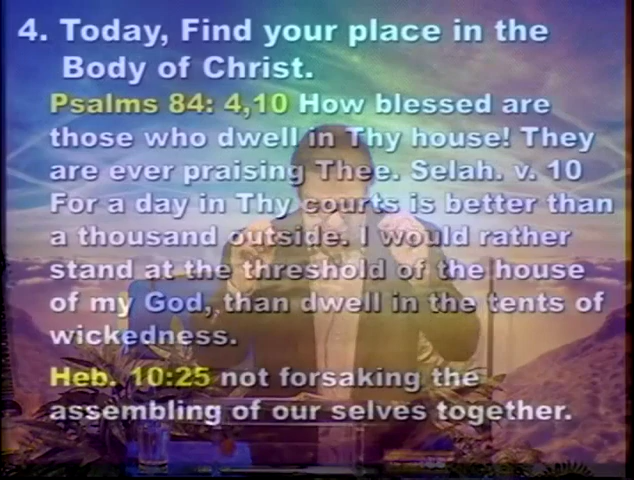 4. Today, Find your place in the
Body of Christ.
Psalms 84: 4,10 How blessed are
those who dwell in Thy house! They
are ever praising Thee. Selah. v. 10
For a day in Thy courts is better than
a thousand outside. I would rather
stand at the threshold of the house
of my God, than dwell in the tents of
wickedness.
Heb. 10:25 not forsaking the
assembling of our selves together.